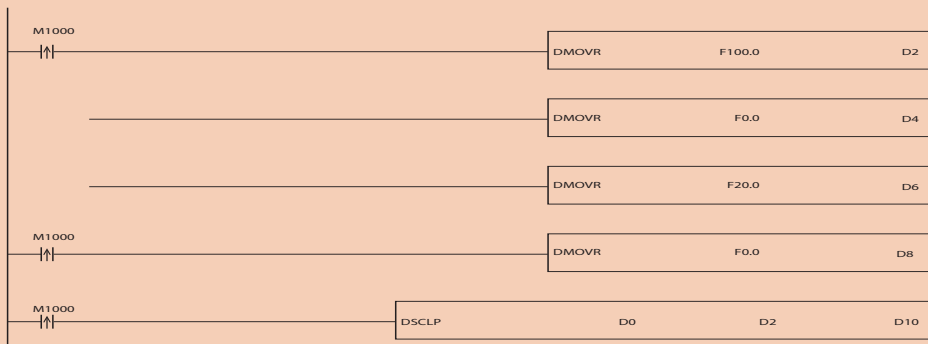 M1000
DMOVR F100.0 D2
DMOVR F0.0 D4
DMOVR F20.0 D6
M1000
DMOVR F0.0 D8
M1000
DSCLP D0 D2 D10